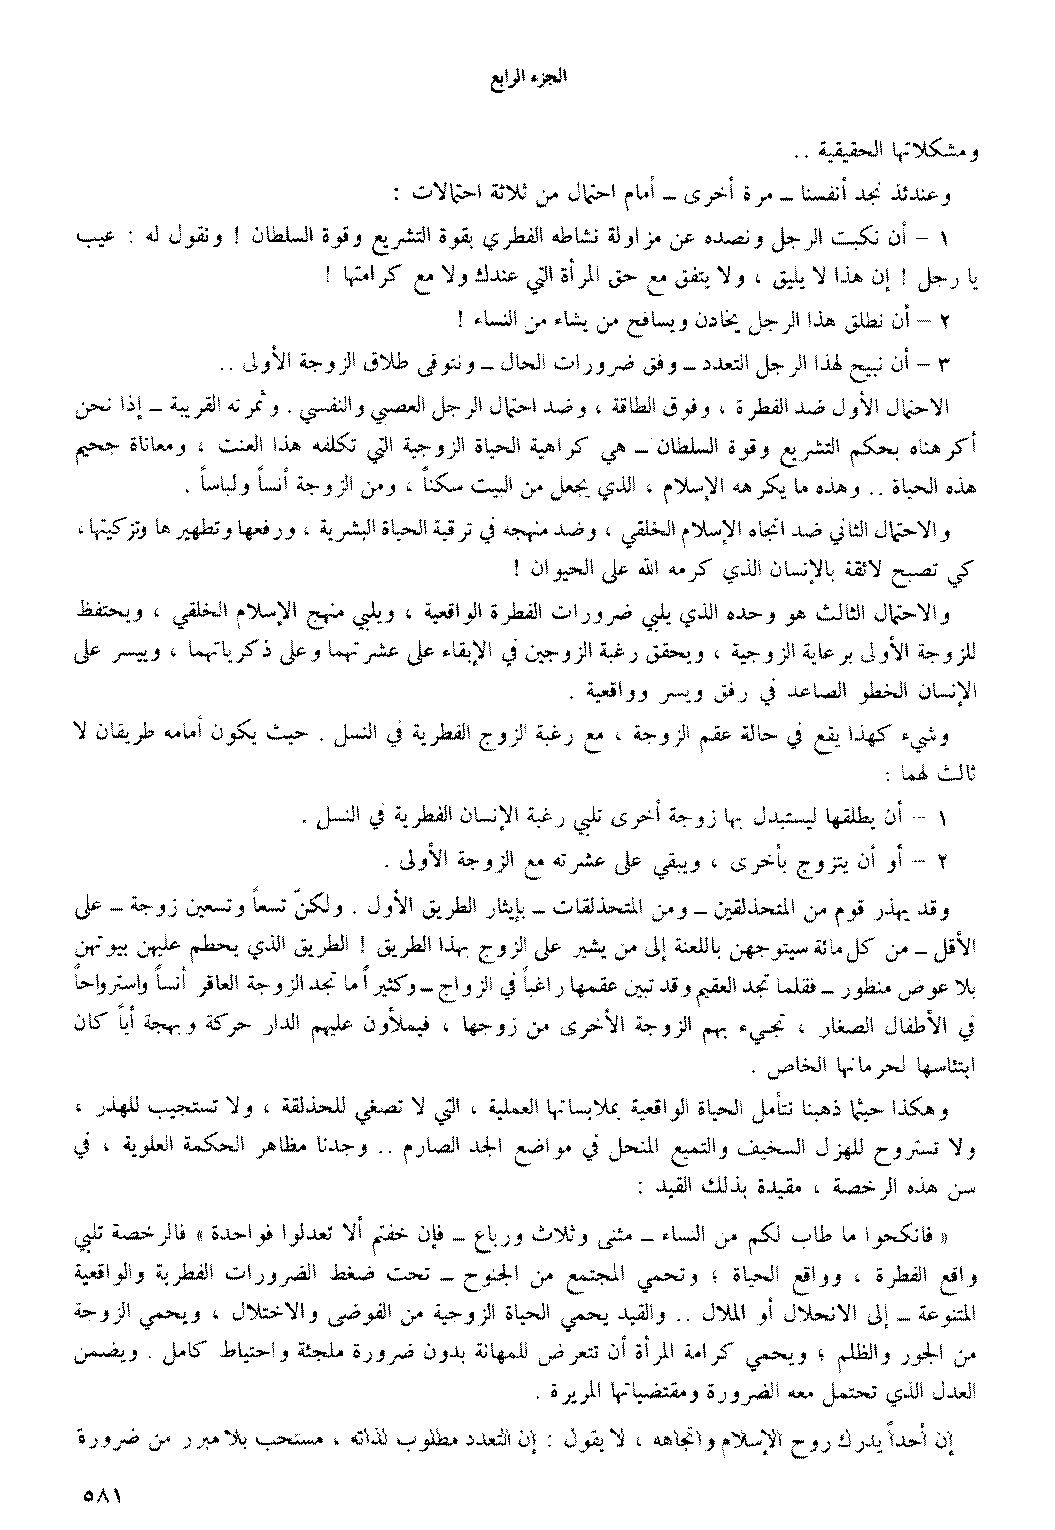 الجزء الرابع
ومشكلاتها الحقيقية ..
وعندئذ نجد أنفسنا ــ مرة أخرى ــ أمام احتمال من ثلاثة احتمالات :
١ – أن نكبت الرجل ونصده عن مزاولة نشاطه الفطري بقوة التشريع وقوة السلطان ! ونقول له : عيب
يا رجل ! إن هذا لا يليق ، ولا يتفق مع حق المرأة التي عندك ولا مع كرامتها !
٢ – أن نطلق هذا الرجل يخادن ويسافح من يشاء من النساء !
٣ – أن نبيح لهذا الرجل التعدد ــ وفق ضرورات الحال ــ ونتوقى طلاق الزوجة الأولى ..
الاحتمال الأول ضد الفطرة ، وفوق الطاقة ، وضد احتمال الرجل العصبي والنفسي . وثمرته القريبة ــ إذا نحن
أكرهناه بحكم التشريع وقوة السلطان ــ هي كراهية الحياة الزوجية التي تكلفه هذا العنت ، ومعاناة جحيم
هذه الحياة .. وهذه ما يكرهه الإسلام ، الذي يجعل من البيت سكناً ، ومن الزوجة أنساً ولباساً .
والاحتمال الثاني ضد اتجاه الإسلام الخلقي ، وضد منهجه في ترقية الحياة البشرية ، ورفعها وتطهيرها وتزكيتها ،
كي تصبح لائقة بالإنسان الذي كرمه الله على الحيوان !
والاحتمال الثالث هو وحده الذي يلبي ضرورات الفطرة الواقعية ، ويلبي منهج الإسلام الخلقي ، ويحتفظ
للزوجة الأولى برعاية الزوجية ، ويحقق رغبة الزوجين في الإبقاء على عشرتهما وعلى ذكرياتهما ، وييسر على
الإنسان الخطو الصاعد في رفق ويسر وواقعية .
وشيء كهذا يقع في حالة عقم الزوجة ، مع رغبة الزوج الفطرية في النسل . حيث يكون أمامه طريقان لا
ثالث لهما :
١ – أن يطلقها ليستبدل بها زوجة أخرى تلبي رغبة الإنسان الفطرية في النسل .
٢ – أو أن يتزوج بأخرى ، ويبقي على عشرته مع الزوجة الأولى .
وقد يهذر قوم من المتحذلقين ــ ومن المتحذلقات ــ بإيثار الطريق الأول . ولكنّ تسعاً وتسعين زوجة ــ على
الأقل ــ من كل مائة سيتوجهن باللعنة إلى من يشير على الزوج بهذا الطريق ! الطريق الذي يحطم عليهن بيوتهن
بلا عوض منظور ــ فقلما تجد العقيم وقد تبين عقمها راغباً في الزواج ــ وكثيراً ما تجد الزوجة العاقر أنساً واسترواحاً
في الأطفال الصغار ، تجيء بهم الزوجة الأخرى من زوجها ، فيملأون عليهم الدار حركة وبهجة أياً كان
ابتئاسها لحرمانها الخاص .
وهكذا حيثما ذهبنا نتأمل الحياة الواقعية بملابساتها العملية ، التي لا تصغي للحذلقة ، ولا تستجيب للهذر ،
ولا تستروح للهزل السخيف والتميع المنحل في مواضع الجد الصارم .. وجدنا مظاهر الحكمة العلوية ، في
سن هذه الرخصة ، مقيدة بذلك القيد :
« فانكحوا ما طاب لكم من النساء ــ مثنى وثلاث ورباع ــ فإن خفتم ألا تعدلوا فواحدة » فالرخصة تلبي
واقع الفطرة ، وواقع الحياة ؛ وتحمي المجتمع من الجنوح ــ تحت ضغط الضرورات الفطرية والواقعية
المتنوعة ــ إلى الانحلال أو الملال .. والقيد يحمي الحياة الزوجية من الفوضى والاختلال ، ويحمي الزوجة
من الجور والظلم ؛ ويحمي كرامة المرأة أن تتعرض للمهانة بدون ضرورة ملجئة واحتياط كامل . ويضمن
العدل الذي تحتمل معه الضرورة ومقتضياتها المريرة .
إن أحداً يدرك روح الإسلام واتجاهه ، لا يقول : إن التعدد مطلوب لذاته ، مستحب بلا مبرر من ضرورة
٥٨١